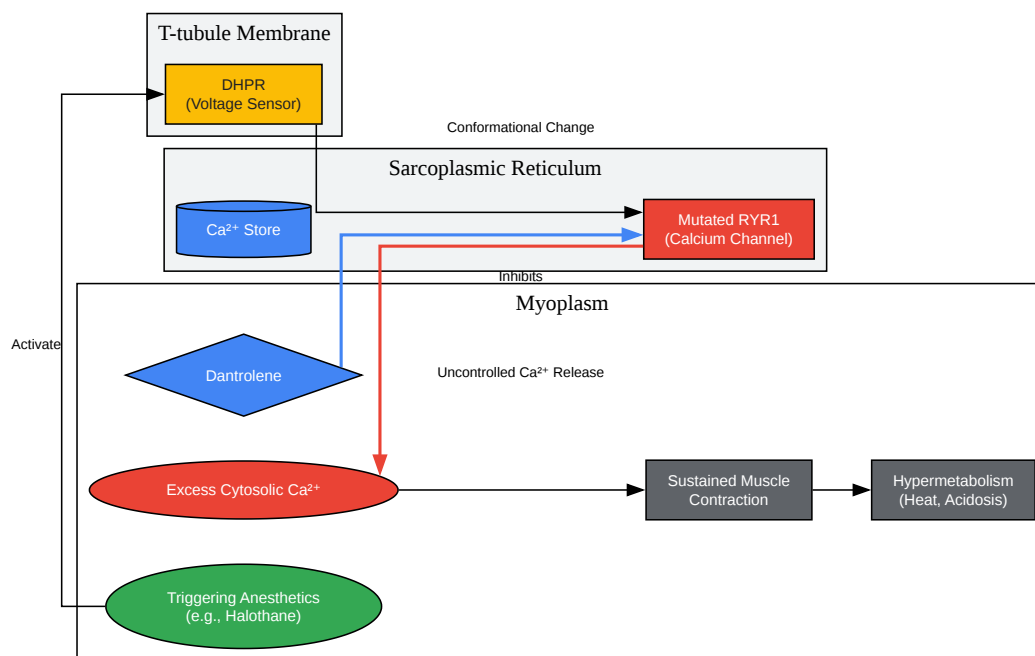 T-tubule Membrane
DHPR
(Voltage Sensor)
Conformational Change
Sarcoplasmic Reticulum
Ca²⁺ Store
Mutated RYR1
(Calcium Channel)
Inhibits
Myoplasm
Activate
Dantrolene
Uncontrolled Ca²⁺ Release
Excess Cytosolic Ca²⁺
Sustained Muscle
Contraction
Hypermetabolism
(Heat, Acidosis)
Triggering Anesthetics
(e.g., Halothane)